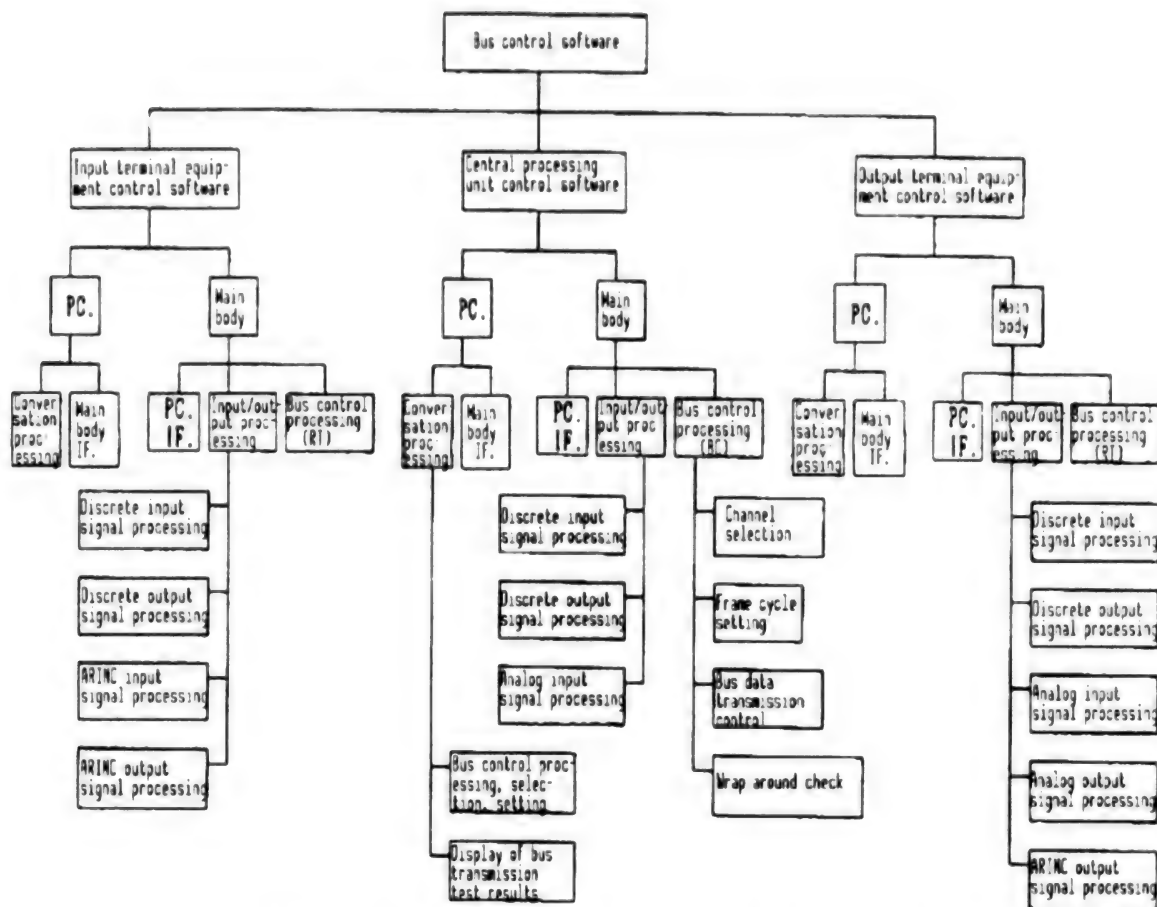 Bus control software
Input terminal equip-
ment control software
Central processing
unit control software
Output terminal equip-
ment control software
PC.
Main
body
PC.
Main
body
PC.
Main
body
Conver
sation
proc-
essing
Main
body
IF.
PC.
IF.
Input/out
put proc-
essing
Bus control
processing
(RT)
Conver
sation
proc-
essing
Main
body
IF.
PC.
IF.
Input/out
put proc
essing
Bus control
processing
(BC)
Conver
sation
proc-
essing
Main
body
IF.
PC.
IF.
Input/out
put proc-
essing
Bus control
processing
(RT)
Discrete input
signal processing
Discrete output
signal processing
ARINC input
signal processing
ARINC output
signal processing
Bus control proc-
essing, selec-
tion, setting
Display of bus
transmission
test results
Discrete input
signal processing
Discrete output
signal processing
Analog input
signal processing
Channel
selection
Frame cycle
setting
Bus data
transmission
control
Wrap around check
Discrete input
signal processing
Discrete output
signal processing
Analog input
signal processing
Analog output
signal processing
ARINC output
signal processing